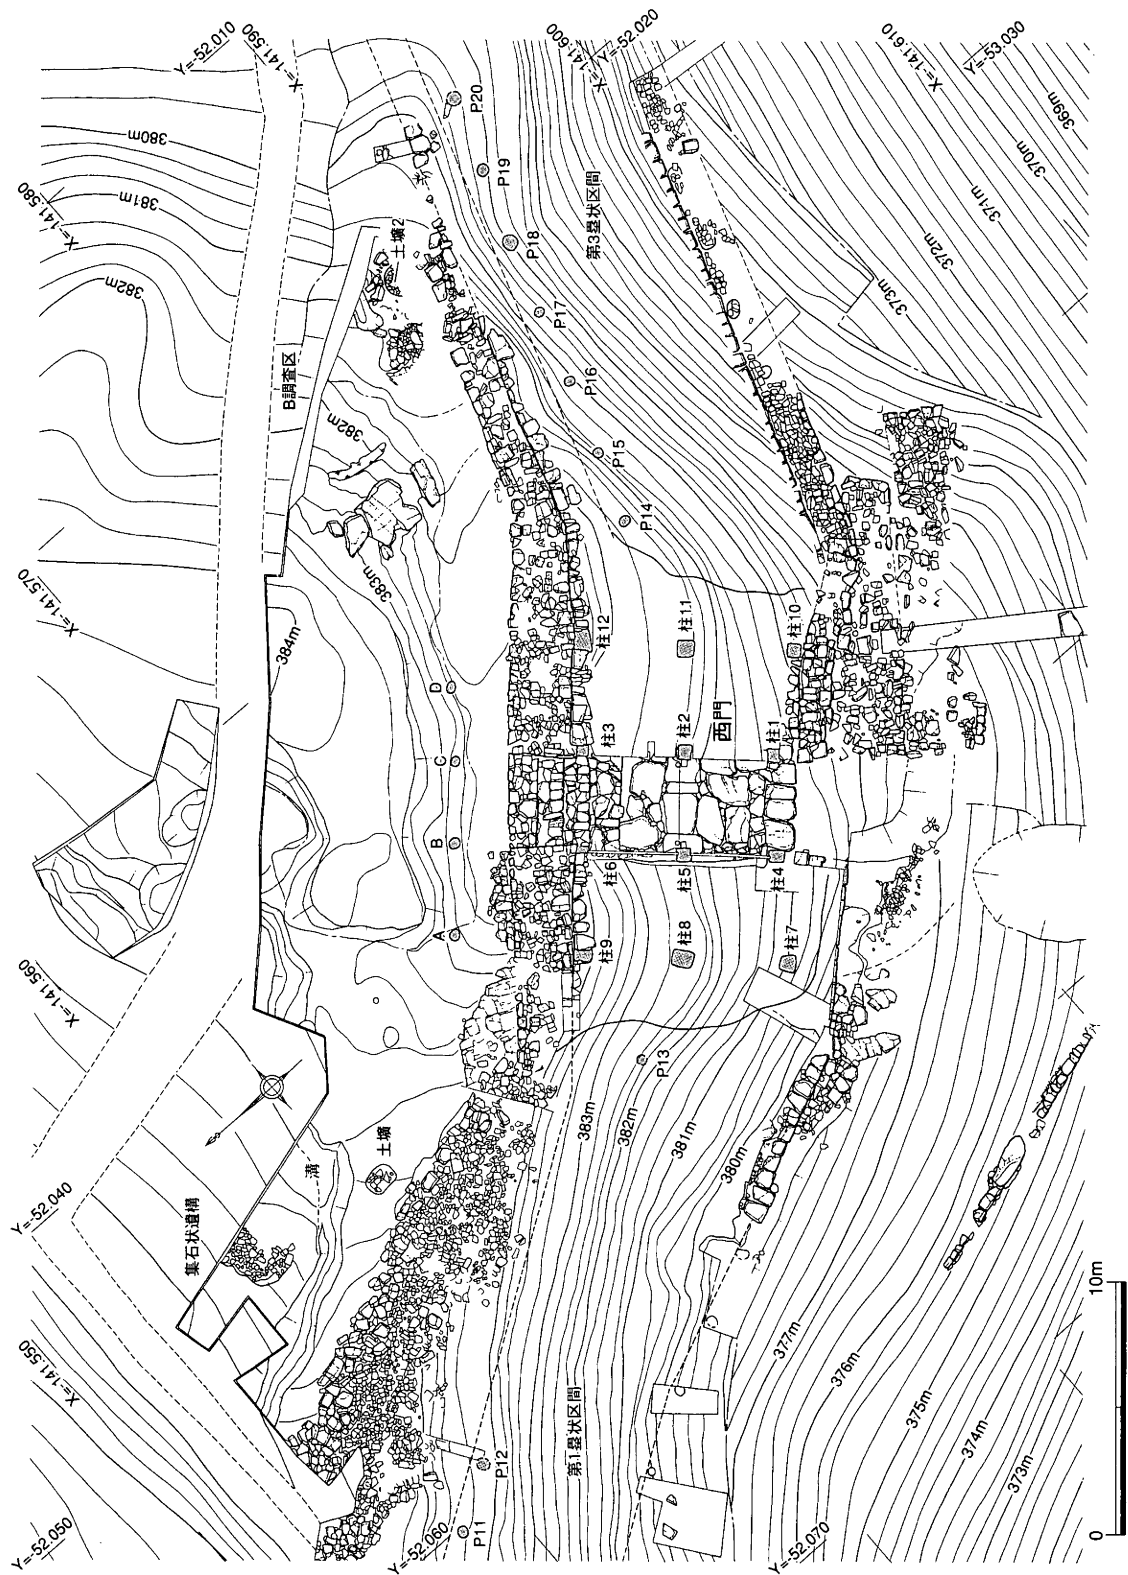 Y=-52.010
X=-141.590
X=-141.600
Y=-52.020
X=-141.610
Y=-53.030
380m
381m
X=-141.580
382m
P20
P19
土壙2
P18
第3塁状区間
369m
370m
371m
372m
373m
P17
B調査区
P16
382m
P15
P14
383m
X=-141.570
384m
柱12
柱11
柱10
D
柱3
柱2
西門
柱1
C
B
柱6
柱5
柱4
A
柱9
柱8
柱7
X=-141.560
P13
383m
382m
381m
380m
土壙
溝
Y=-52.040
集石状遺構
10m
377m
376m
375m
374m
373m
X=-141.550
第1塁状区間
P12
P11
Y=-52.050
Y=-52.060
Y=-52.070
0